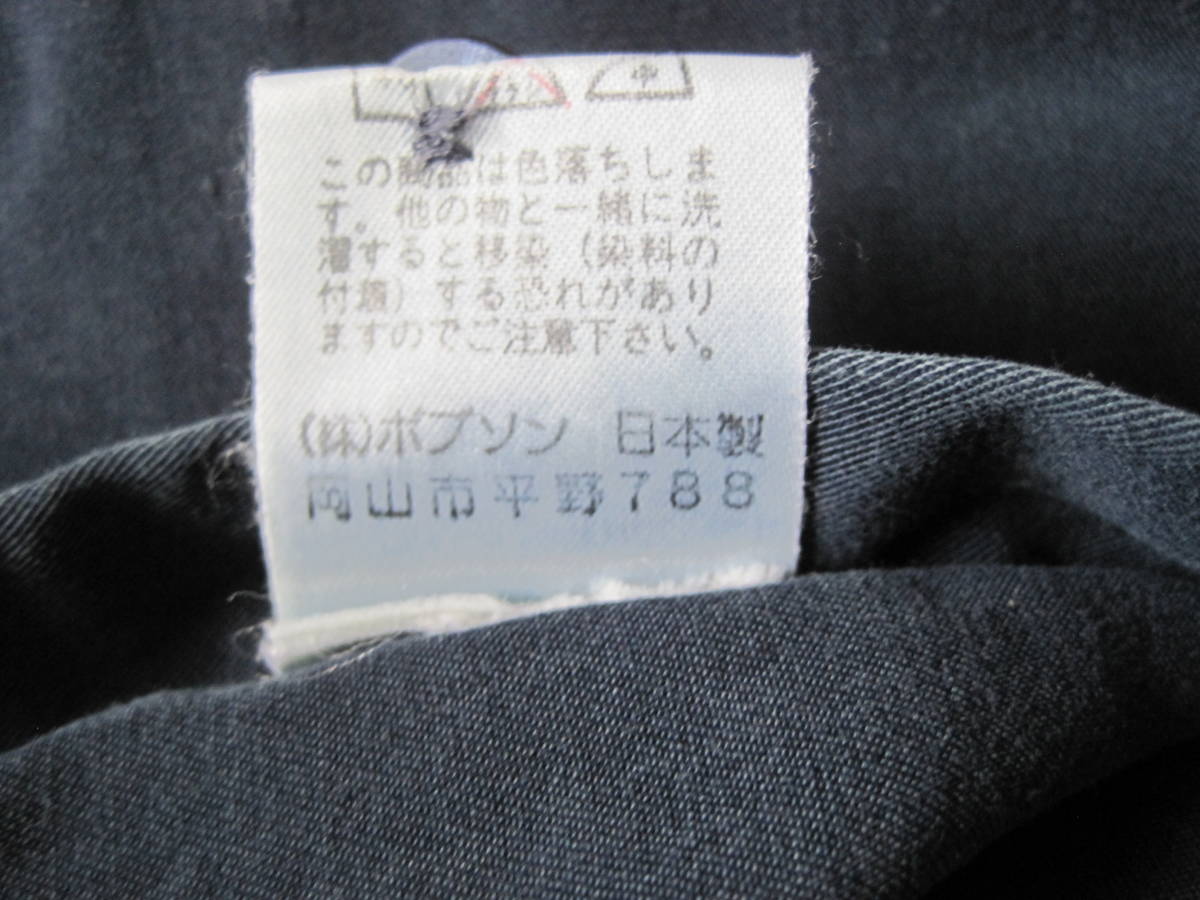 中
この商品は色落ちしま
す。他の物と一緒に洗
濯すると移染（染料の
付着）する恐れがあり
ますのでご注意下さい。
(株)ボブソン 日本製
岡山市平野788